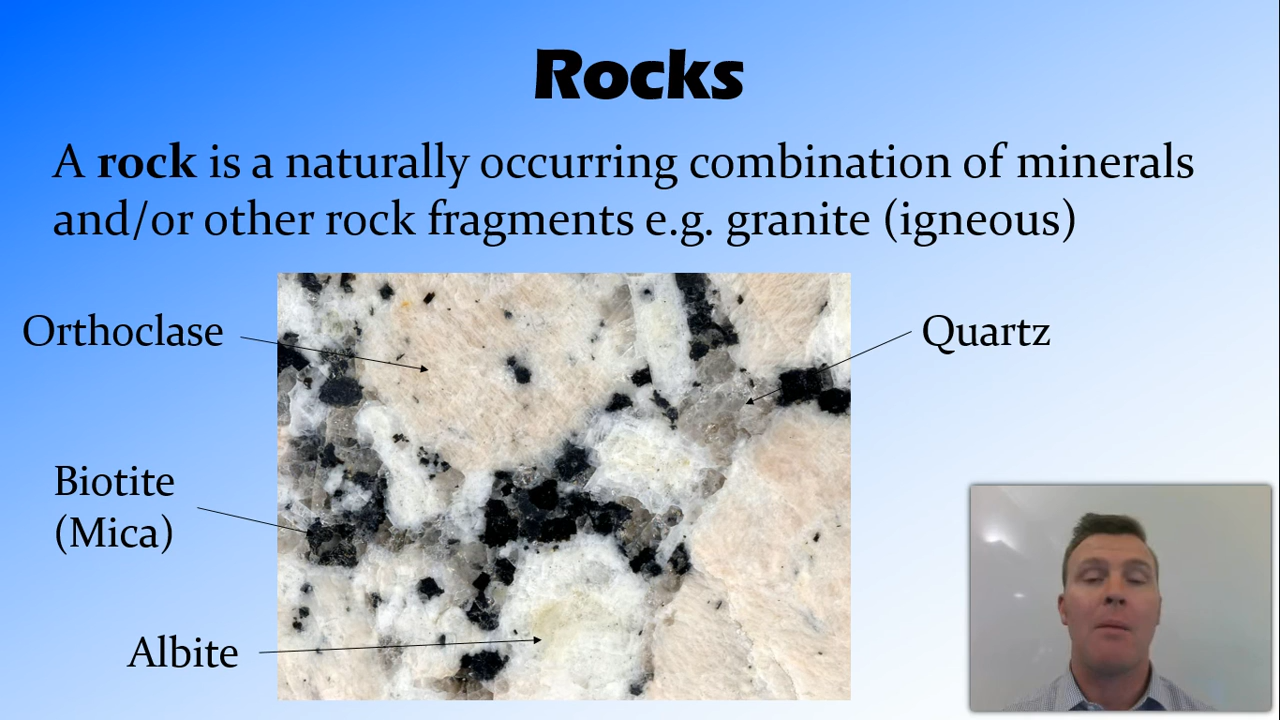 Rocks
A rock is a naturally occurring combination of minerals
and/or other rock fragments e.g. granite (igneous)
Orthoclase
Quartz
Biotite
(Mica)
Albite